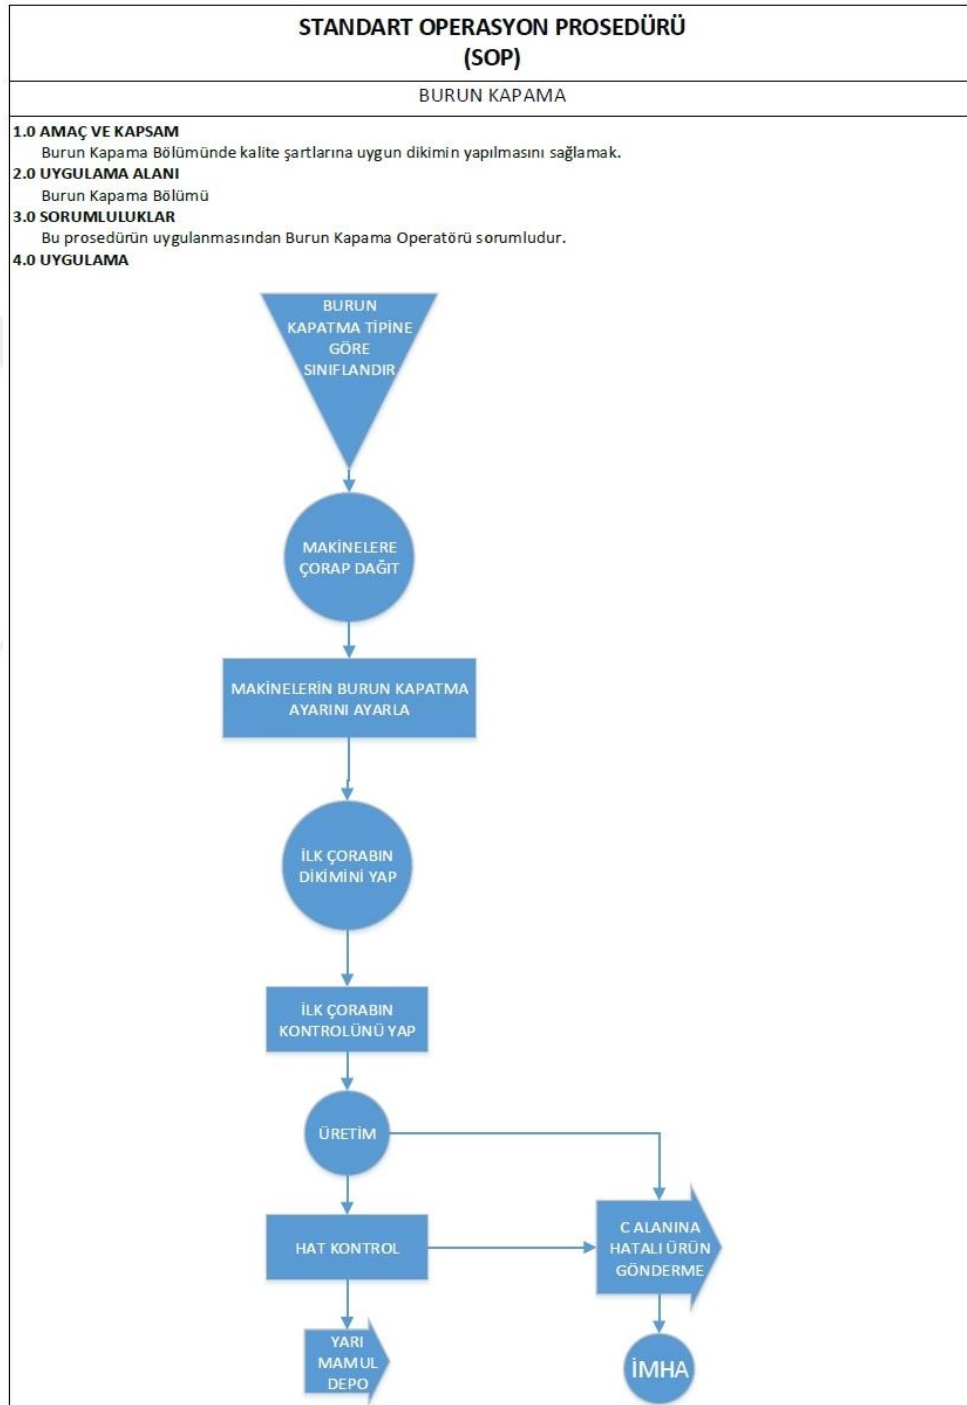 STANDART OPERASYON PROSEDÜRÜ
(SOP)
BURUN KAPAMA
1.0 AMAÇ VE KAPSAM
Burun Kapama Bölümünde kalite şartlarına uygun dikimin yapılmasını sağlamak.
2.0 UYGULAMA ALANI
Burun Kapama Bölümü
3.0 SORUMLULUKLAR
Bu prosedürün uygulanmasından Burun Kapama Operatörü sorumludur.
4.0 UYGULAMA
BURUN
KAPATMA TİPİNE
GÖRE
SINIFLANDIR
MAKİNELERE
ÇORAP DAĞIT
MAKİNELERİN BURUN KAPATMA
AYARINI AYARLA
İLK ÇORABIN
DİKİMİNİ YAP
İLK ÇORABIN
KONTROLÜNÜ YAP
ÜRETİM
HAT KONTROL
C ALANINA
HATALI ÜRÜN
GÖNDERME
YARI
MAMUL
DEPO
İMHA